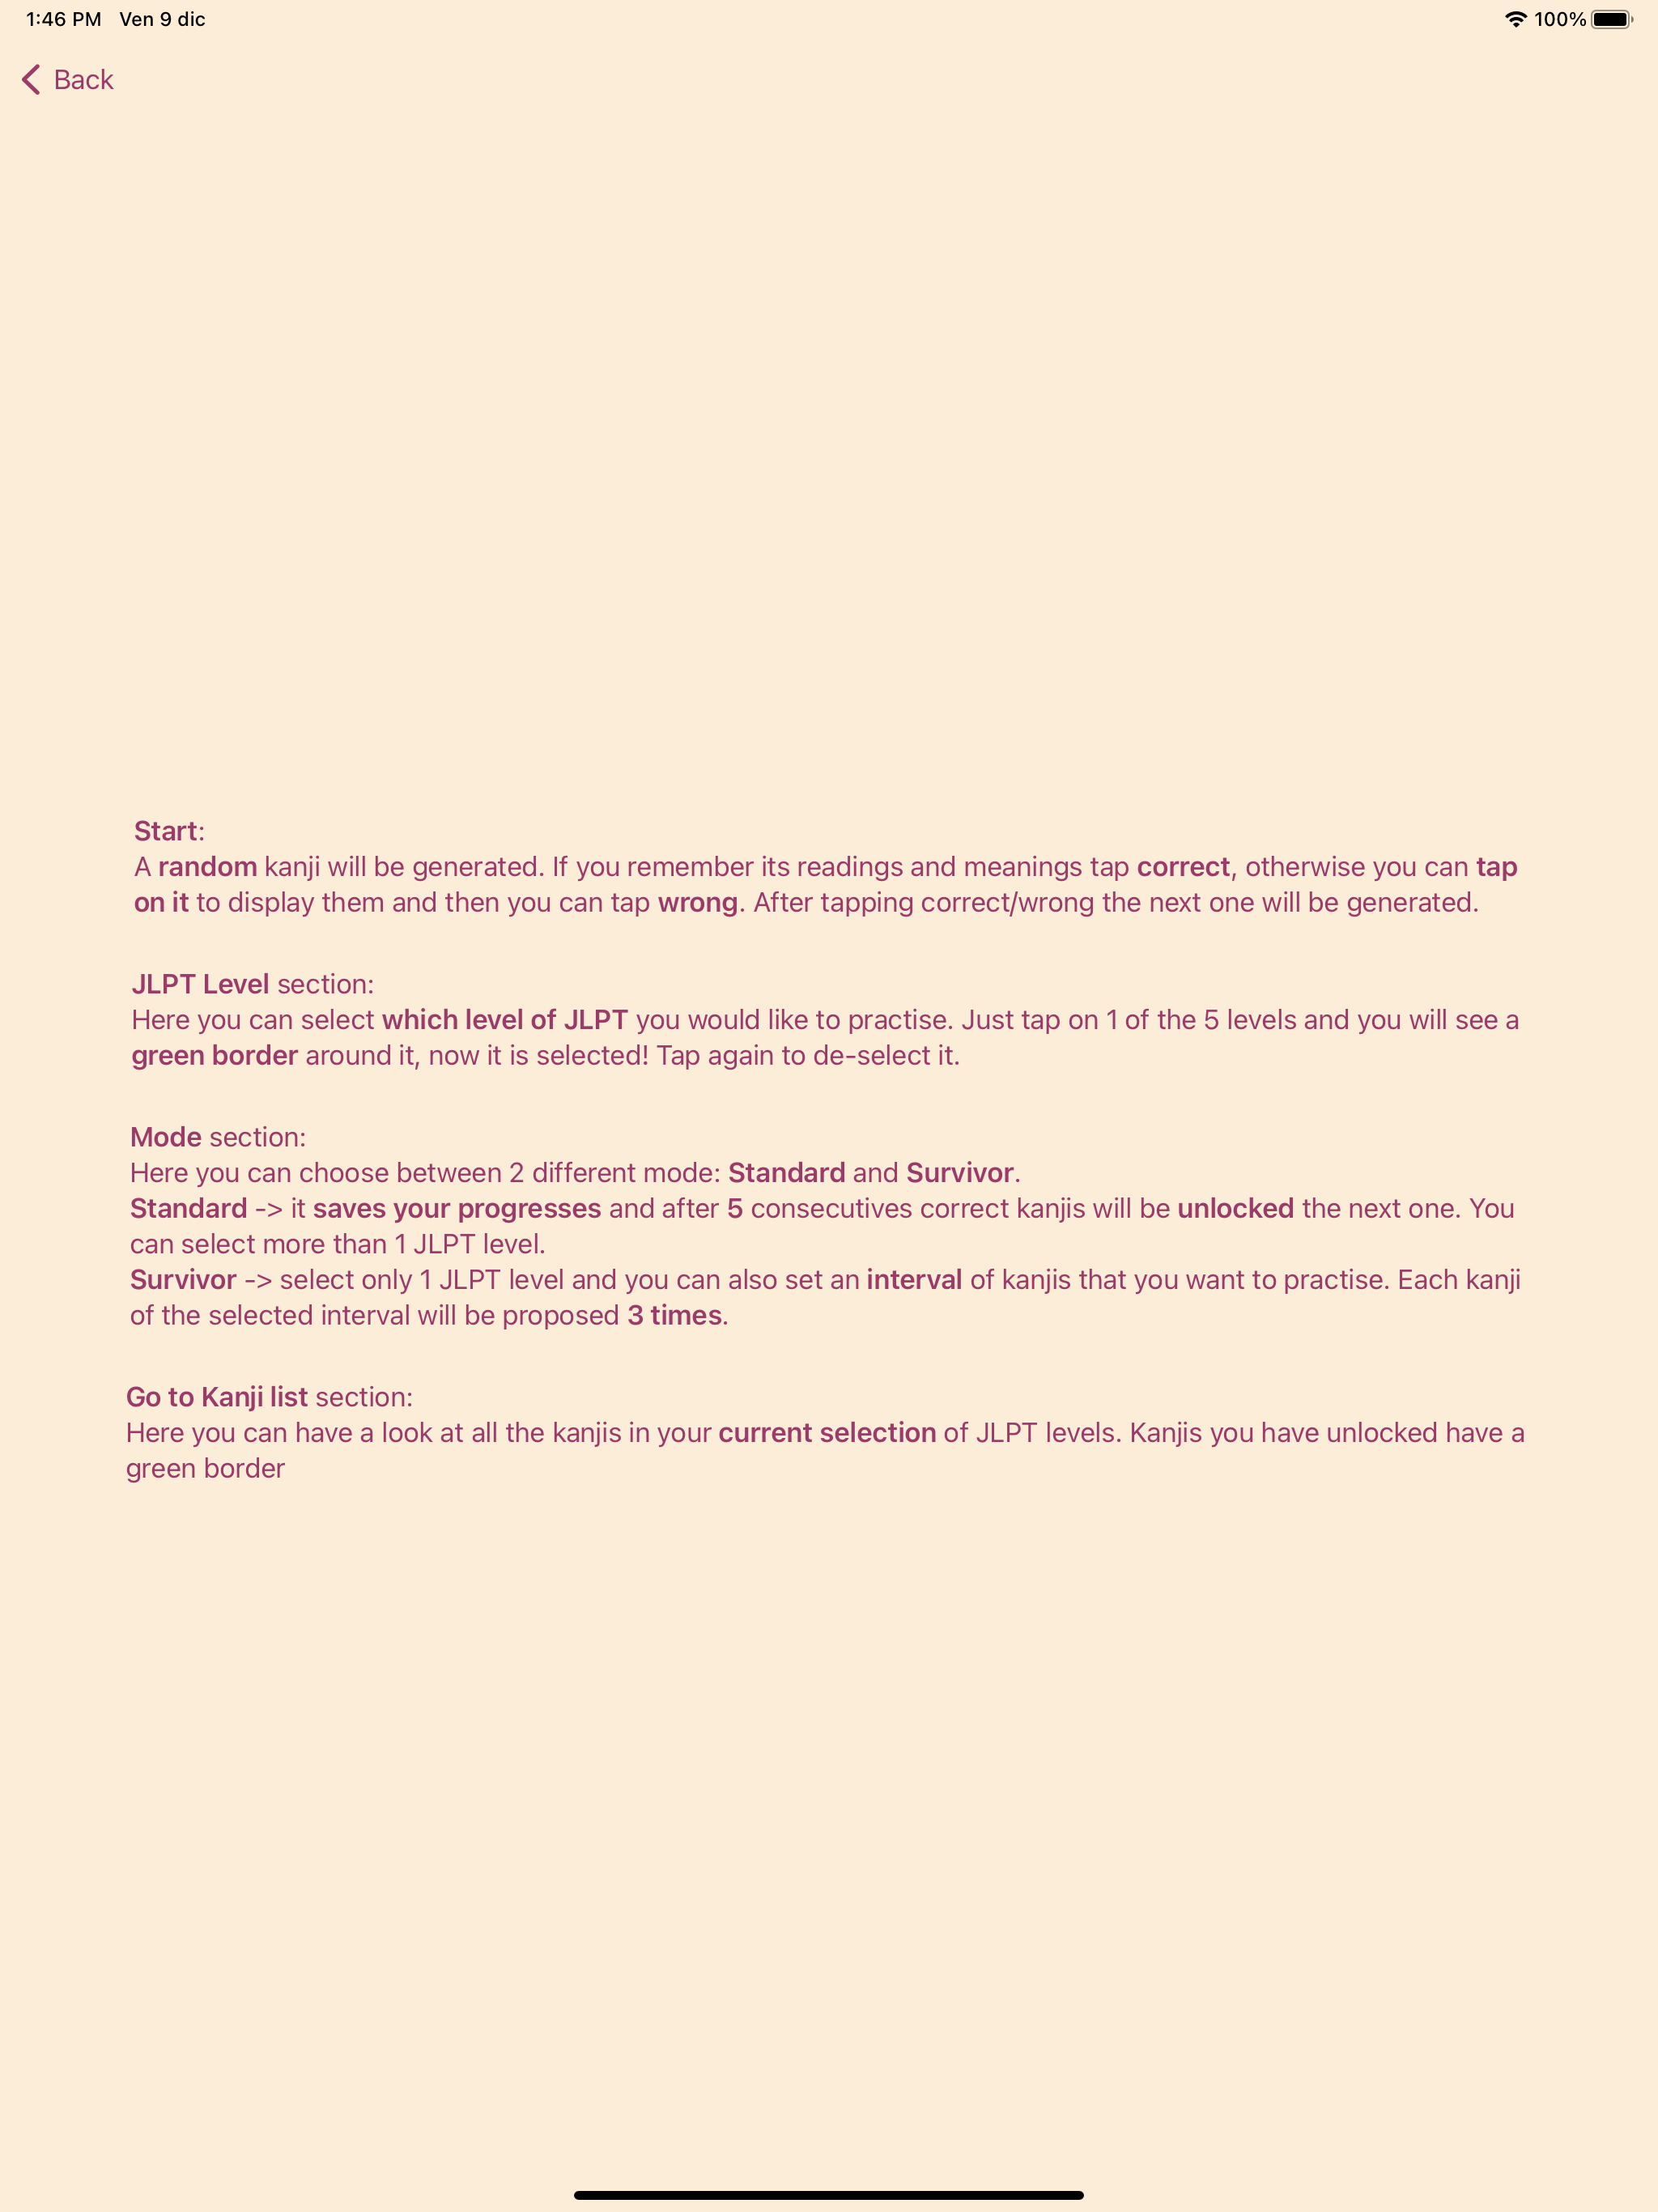 1:46 PM Ven 9 dic 100%
Back
Start:
A random kanji will be generated. If you remember its readings and meanings tap correct, otherwise you can tap
on it to display them and then you can tap wrong. After tapping correct/wrong the next one will be generated.
JLPT Level section:
Here you can select which level of JLPT you would like to practise. Just tap on 1 of the 5 levels and you will see a
green border around it, now it is selected! Tap again to de-select it.
Mode section:
Here you can choose between 2 different mode: Standard and Survivor.
Standard -> it saves your progresses and after 5 consecutives correct kanjis will be unlocked the next one. You
can select more than 1 JLPT level.
Survivor -> select only 1 JLPT level and you can also set an interval of kanjis that you want to practise. Each kanji
of the selected interval will be proposed 3 times.
Go to Kanji list section:
Here you can have a look at all the kanjis in your current selection of JLPT levels. Kanjis you have unlocked have a
green border